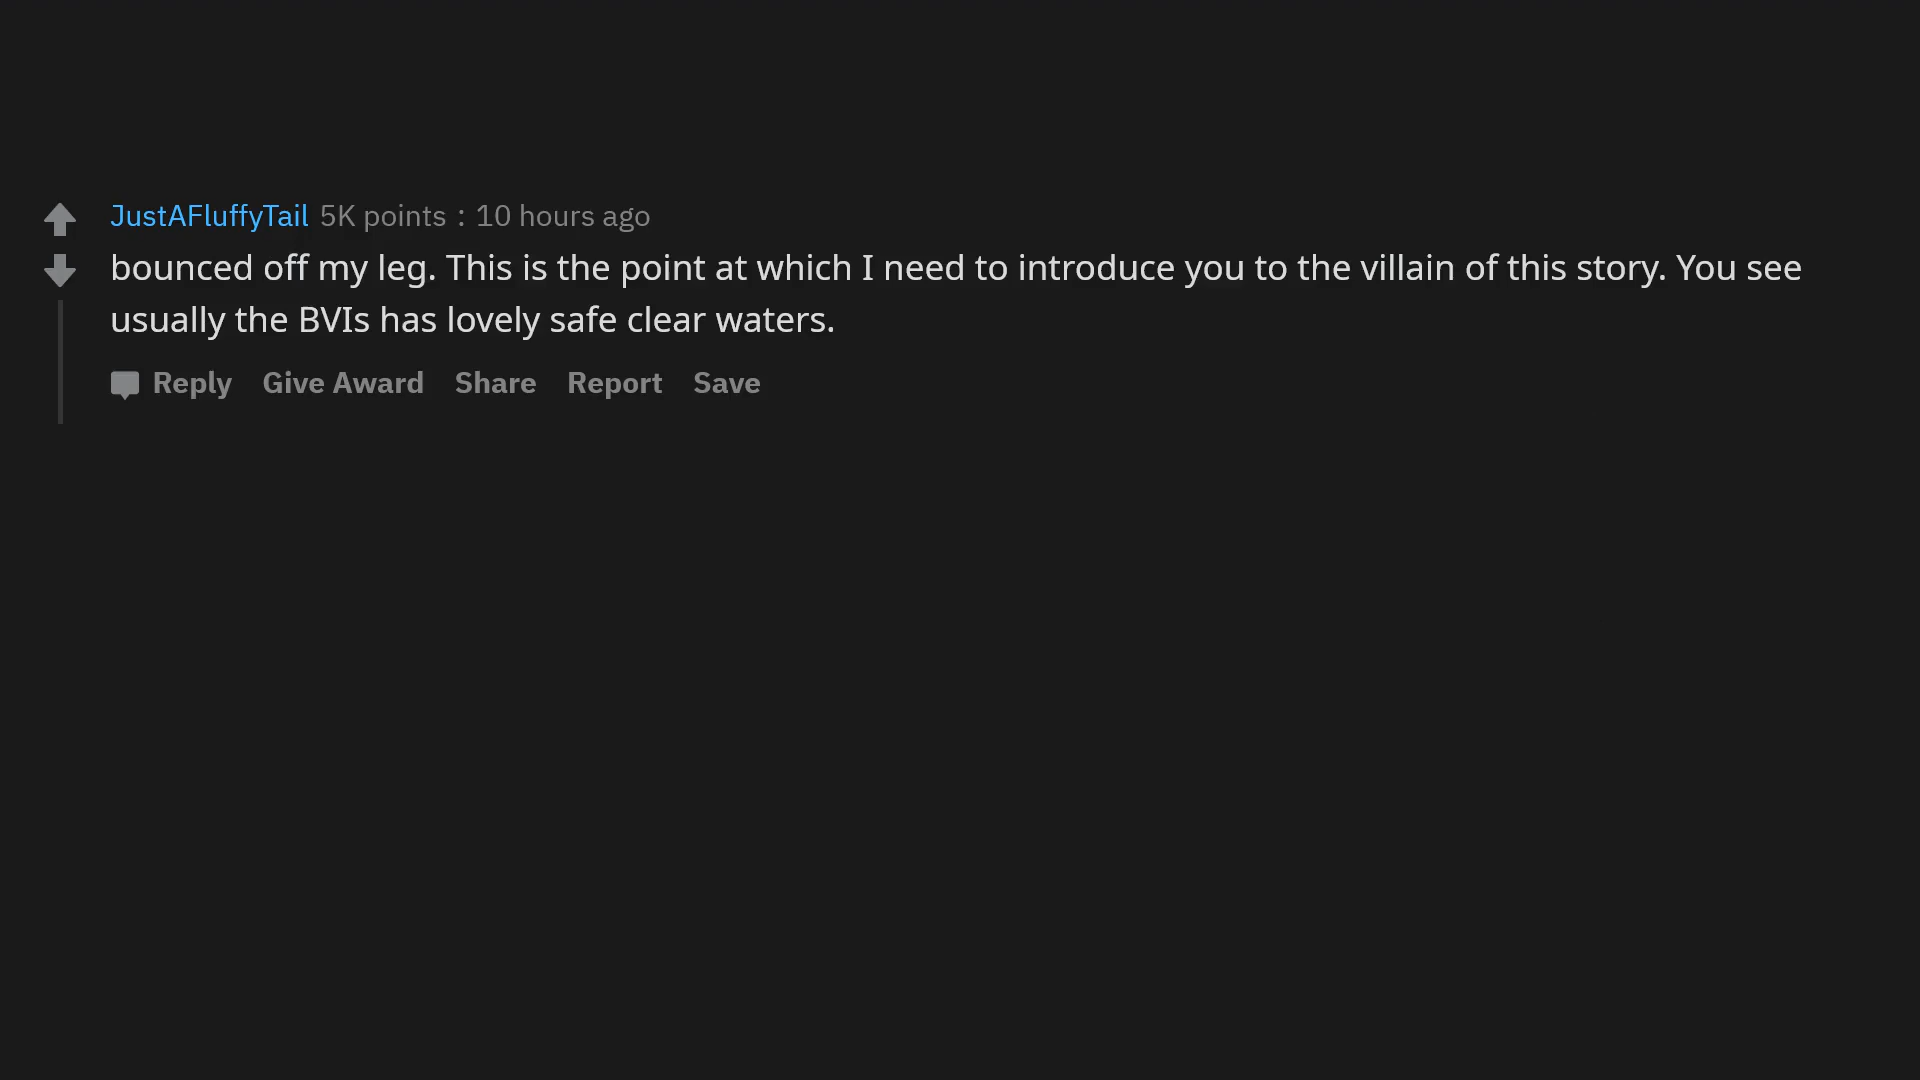 JustAFluffyTail 5K points : 10 hours ago
bounced off my leg. This is the point at which I need to introduce you to the villain of this story. You see
usually the BVIs has lovely safe clear waters.
Reply Give Award Share Report Save